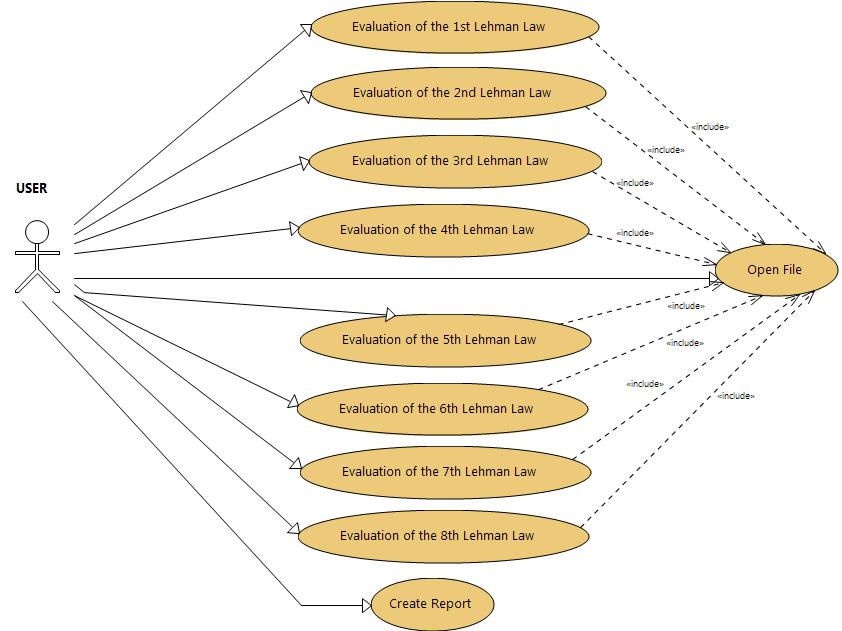 Evaluation of the 1st Lehman Law
Evaluation of the 2nd Lehman Law
«include»
«include»
Evaluation of the 3rd Lehman Law
«include»
USER
Evaluation of the 4th Lehman Law
«include»
Open File
«include»
Evaluation of the 5th Lehman Law
«include»
«include»
Evaluation of the 6th Lehman Law
«include»
Evaluation of the 7th Lehman Law
Evaluation of the 8th Lehman Law
Create Report